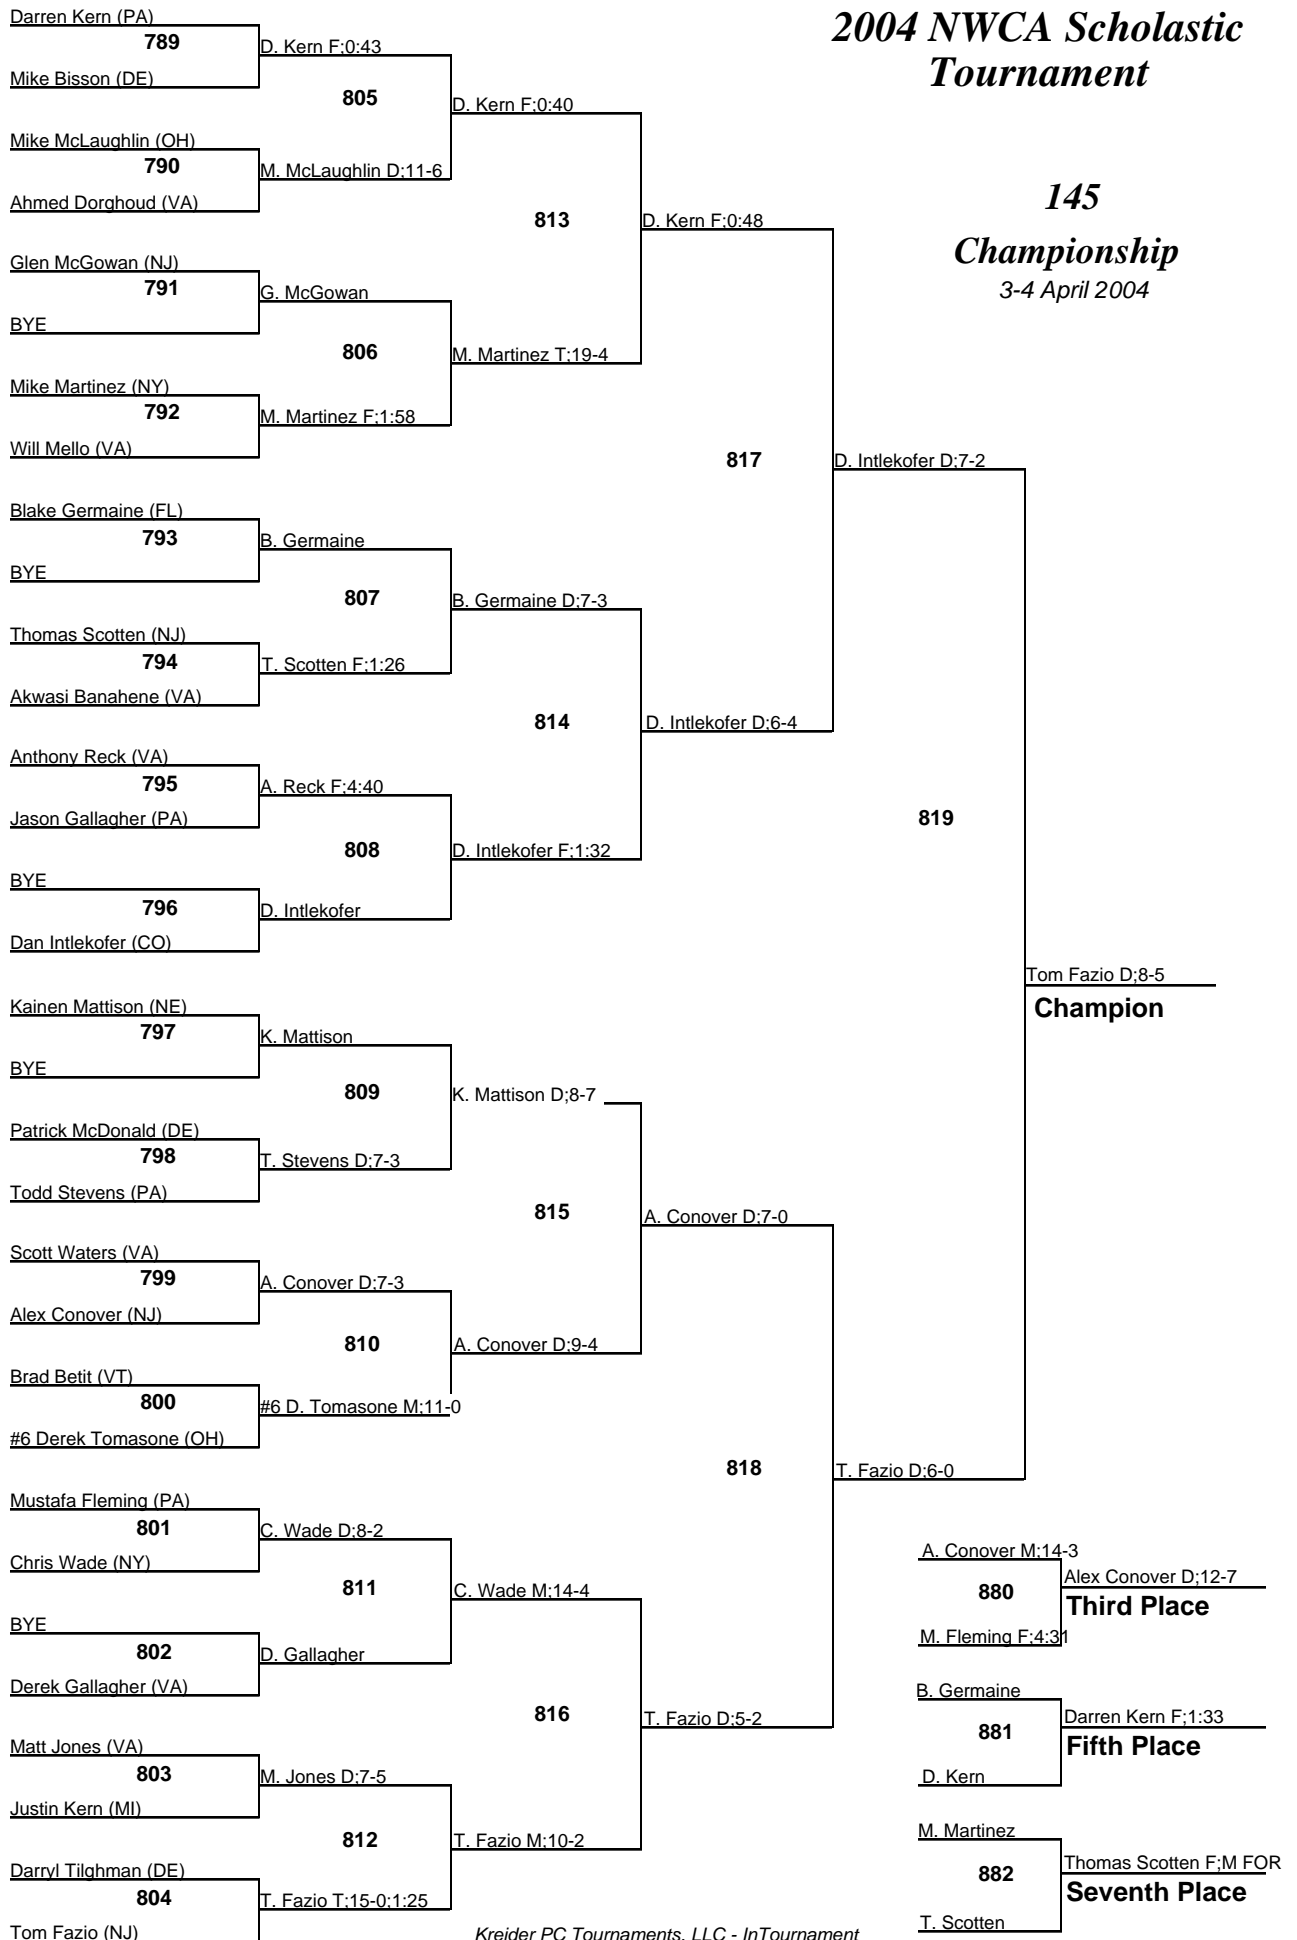 2004 NWCA Scholastic
Tournament
145
Championship
3-4 April 2004
Darren Kern (PA)
789
Mike Bisson (DE)
D. Kern F;0:43
805
Mike McLaughlin (OH)
790
Ahmed Dorghoud (VA)
M. McLaughlin D;11-6
D. Kern F;0:40
813
Glen McGowan (NJ)
791
BYE
G. McGowan
806
Mike Martinez (NY)
792
Will Mello (VA)
M. Martinez F;1:58
M. Martinez T;19-4
D. Kern F;0:48
817
Blake Germaine (FL)
793
BYE
B. Germaine
807
Thomas Scotten (NJ)
794
Akwasi Banahene (VA)
T. Scotten F;1:26
B. Germaine D;7-3
814
Anthony Reck (VA)
795
Jason Gallagher (PA)
A. Reck F;4:40
808
BYE
796
Dan Intlekofer (CO)
D. Intlekofer
D. Intlekofer F;1:32
D. Intlekofer D;6-4
D. Intlekofer D;7-2
819
Kainen Mattison (NE)
797
BYE
K. Mattison
809
Patrick McDonald (DE)
798
Todd Stevens (PA)
T. Stevens D;7-3
K. Mattison D;8-7
815
Scott Waters (VA)
799
Alex Conover (NJ)
A. Conover D;7-3
810
Brad Betit (VT)
800
#6 Derek Tomasone (OH)
#6 D. Tomasone M;11-0
A. Conover D;9-4
A. Conover D;7-0
818
Mustafa Fleming (PA)
801
Chris Wade (NY)
C. Wade D;8-2
811
BYE
802
Derek Gallagher (VA)
D. Gallagher
C. Wade M;14-4
816
Matt Jones (VA)
803
Justin Kern (MI)
M. Jones D;7-5
812
Darryl Tilghman (DE)
804
Tom Fazio (NJ)
T. Fazio T;15-0;1:25
T. Fazio M;10-2
T. Fazio D;5-2
T. Fazio D;6-0
Tom Fazio D;8-5
Champion
A. Conover M;14-3
880
M. Fleming F;4:31
Alex Conover D;12-7
Third Place
B. Germaine
881
D. Kern
Darren Kern F;1:33
Fifth Place
M. Martinez
882
T. Scotten
Thomas Scotten F;M FOR
Seventh Place
Kreider PC Tournaments, LLC - InTournament